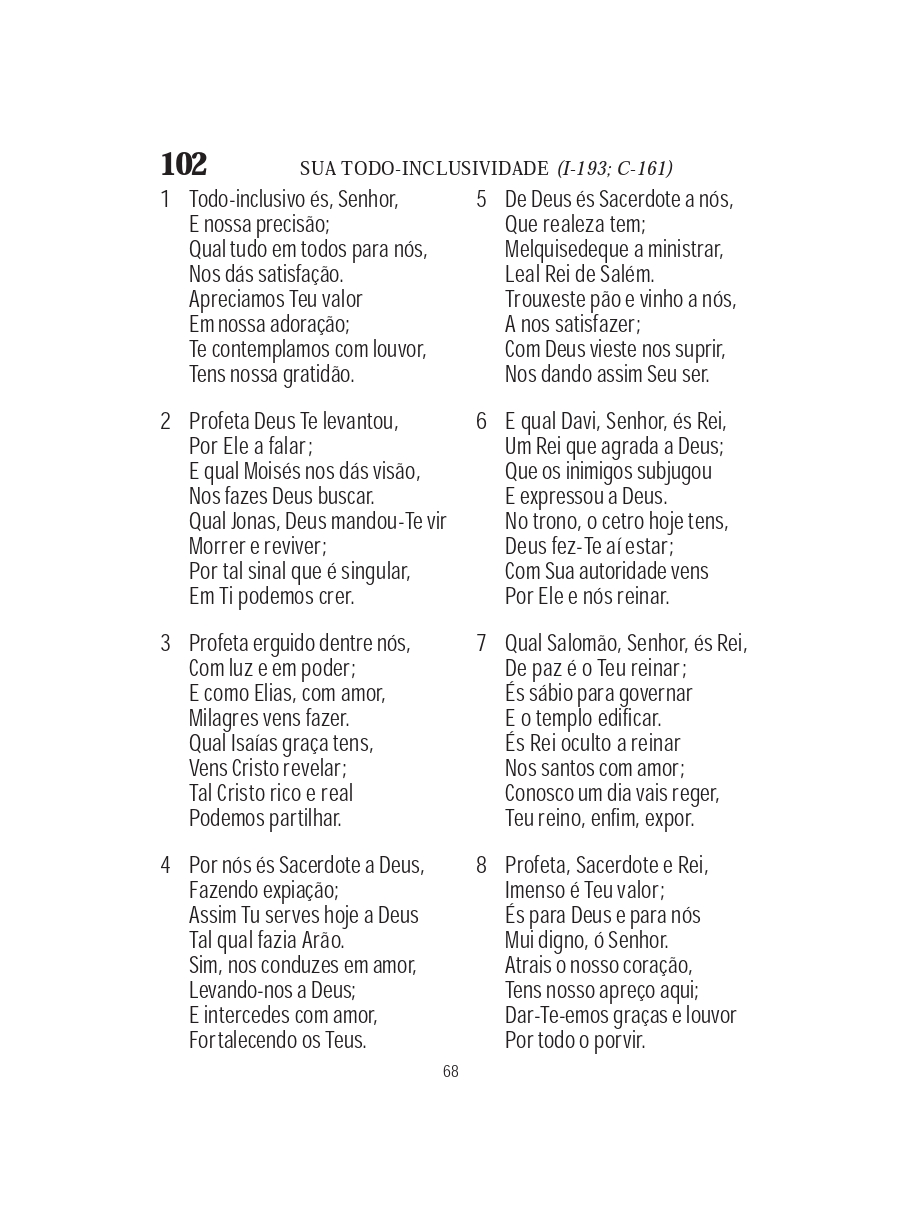 102 SUA TODO-INCLUSIVIDADE (I-193; C-161)
1 Todo-inclusivo és, Senhor,
E nossa precisão;
Qual tudo em todos para nós,
Nos dás satisfação.
Apreciamos Teu valor
Em nossa adoração;
Te contemplamos com louvor,
Tens nossa gratidão.
2 Profeta Deus Te levantou,
Por Ele a falar;
E qual Moisés nos dás visão,
Nos fazes Deus buscar.
Qual Jonas, Deus mandou-Te vir
Morrer e reviver;
Por tal sinal que é singular,
Em Ti podemos crer.
3 Profeta erguido dentre nós,
Com luz e em poder;
E como Elias, com amor,
Milagres vens fazer.
Qual Isaías graça tens,
Vens Cristo revelar;
Tal Cristo rico e real
Podemos partilhar.
4 Por nós és Sacerdote a Deus,
Fazendo expiação;
Assim Tu serves hoje a Deus
Tal qual fazia Arão.
Sim, nos conduzes em amor,
Levando-nos a Deus;
E intercedes com amor,
Fortalecendo os Teus.
5 De Deus és Sacerdote a nós,
Que realeza tem;
Melquisedeque a ministrar,
Leal Rei de Salém.
Trouxeste pão e vinho a nós,
A nos satisfazer;
Com Deus vieste nos suprir,
Nos dando assim Seu ser.
6 E qual Davi, Senhor, és Rei,
Um Rei que agrada a Deus;
Que os inimigos subjugou
E expressou a Deus.
No trono, o cetro hoje tens,
Deus fez-Te aí estar;
Com Sua autoridade vens
Por Ele e nós reinar.
7 Qual Salomão, Senhor, és Rei,
De paz é o Teu reinar;
És sábio para governar
E o templo edificar.
És Rei oculto a reinar
Nos santos com amor;
Conosco um dia vais reger,
Teu reino, enfim, expor.
8 Profeta, Sacerdote e Rei,
Imenso é Teu valor;
És para Deus e para nós
Mui digno, ó Senhor.
Atrais o nosso coração,
Tens nosso apreço aqui;
Dar-Te-emos graças e louvor
Por todo o porvir.
68